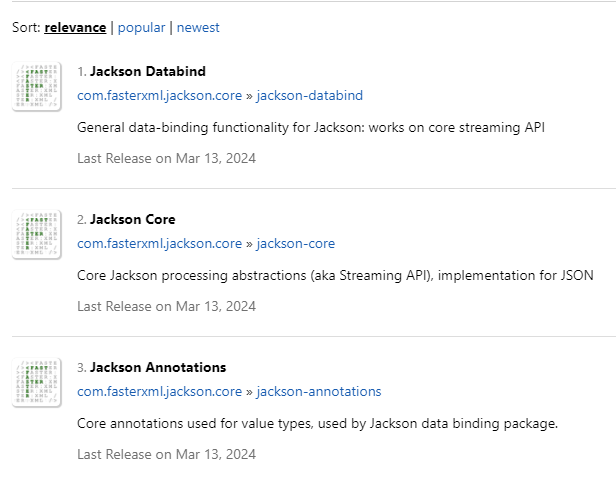 Sort: relevance | popular | newest
1. Jackson Databind
com.fasterxml.jackson.core » jackson-databind
General data-binding functionality for Jackson: works on core streaming API
Last Release on Mar 13, 2024
2. Jackson Core
com.fasterxml.jackson.core » jackson-core
Core Jackson processing abstractions (aka Streaming API), implementation for JSON
Last Release on Mar 13, 2024
3. Jackson Annotations
com.fasterxml.jackson.core » jackson-annotations
Core annotations used for value types, used by Jackson data binding package.
Last Release on Mar 13, 2024